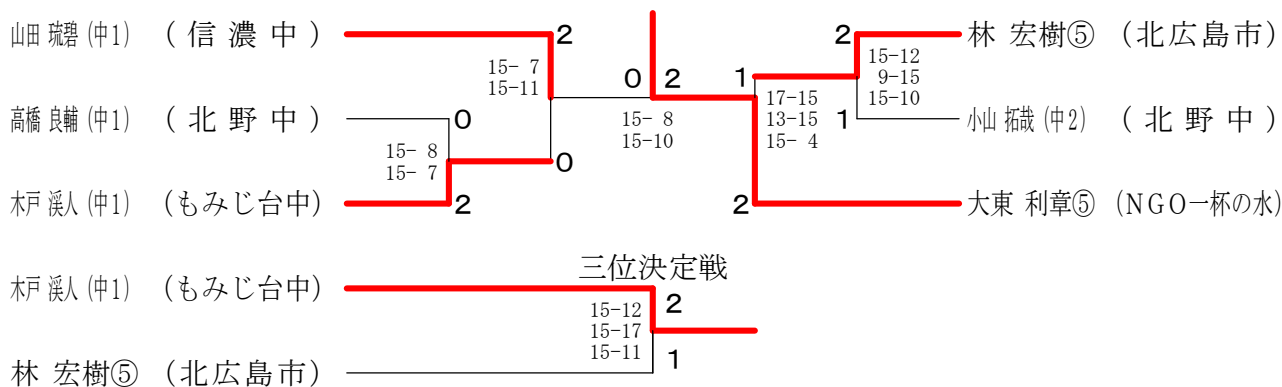 山田 琉碧 (中1) (信濃中)
2
15- 7
15-11
0 2
15- 8
15-10
1
17-15
13-15
15- 4
2
15-12
9-15
15-10
林 宏樹⑤ (北広島市)
高橋 良輔 (中1) (北野中)
0
15- 8
15- 7
0
1
小山 拓哉 (中2) (北野中)
木戸 渓人 (中1) (もみじ台中)
2
2
大東 利章⑤ (NGO一杯の水)
三位決定戦
木戸 渓人 (中1) (もみじ台中)
15-12
15-17
15-11
2
1
林 宏樹⑤ (北広島市)